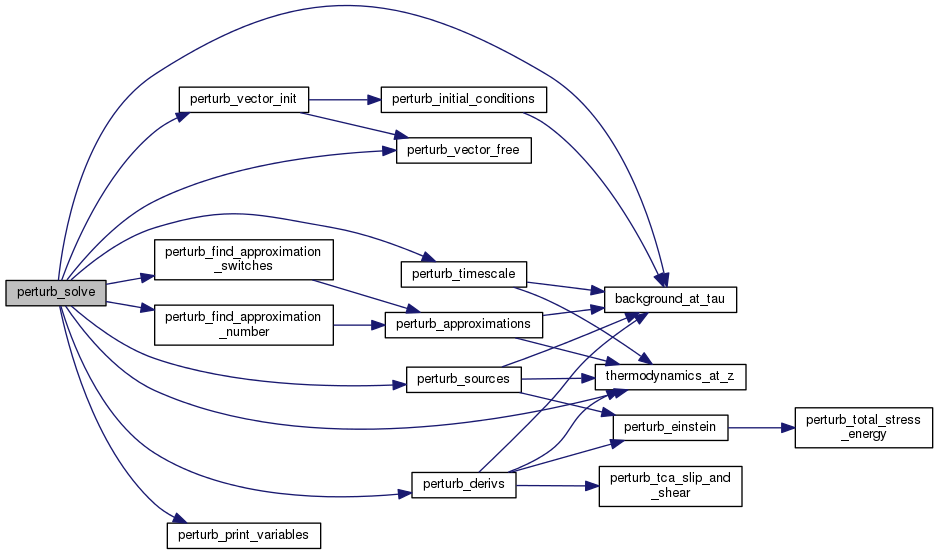 perturb_vector_init
perturb_initial_conditions
perturb_vector_free
perturb_find_approximation
_switches
perturb_timescale
perturb_solve
background_at_tau
perturb_find_approximation
_number
perturb_approximations
perturb_sources
thermodynamics_at_z
perturb_einstein
perturb_total_stress
_energy
perturb_derivs
perturb_tca_slip_and
_shear
perturb_print_variables